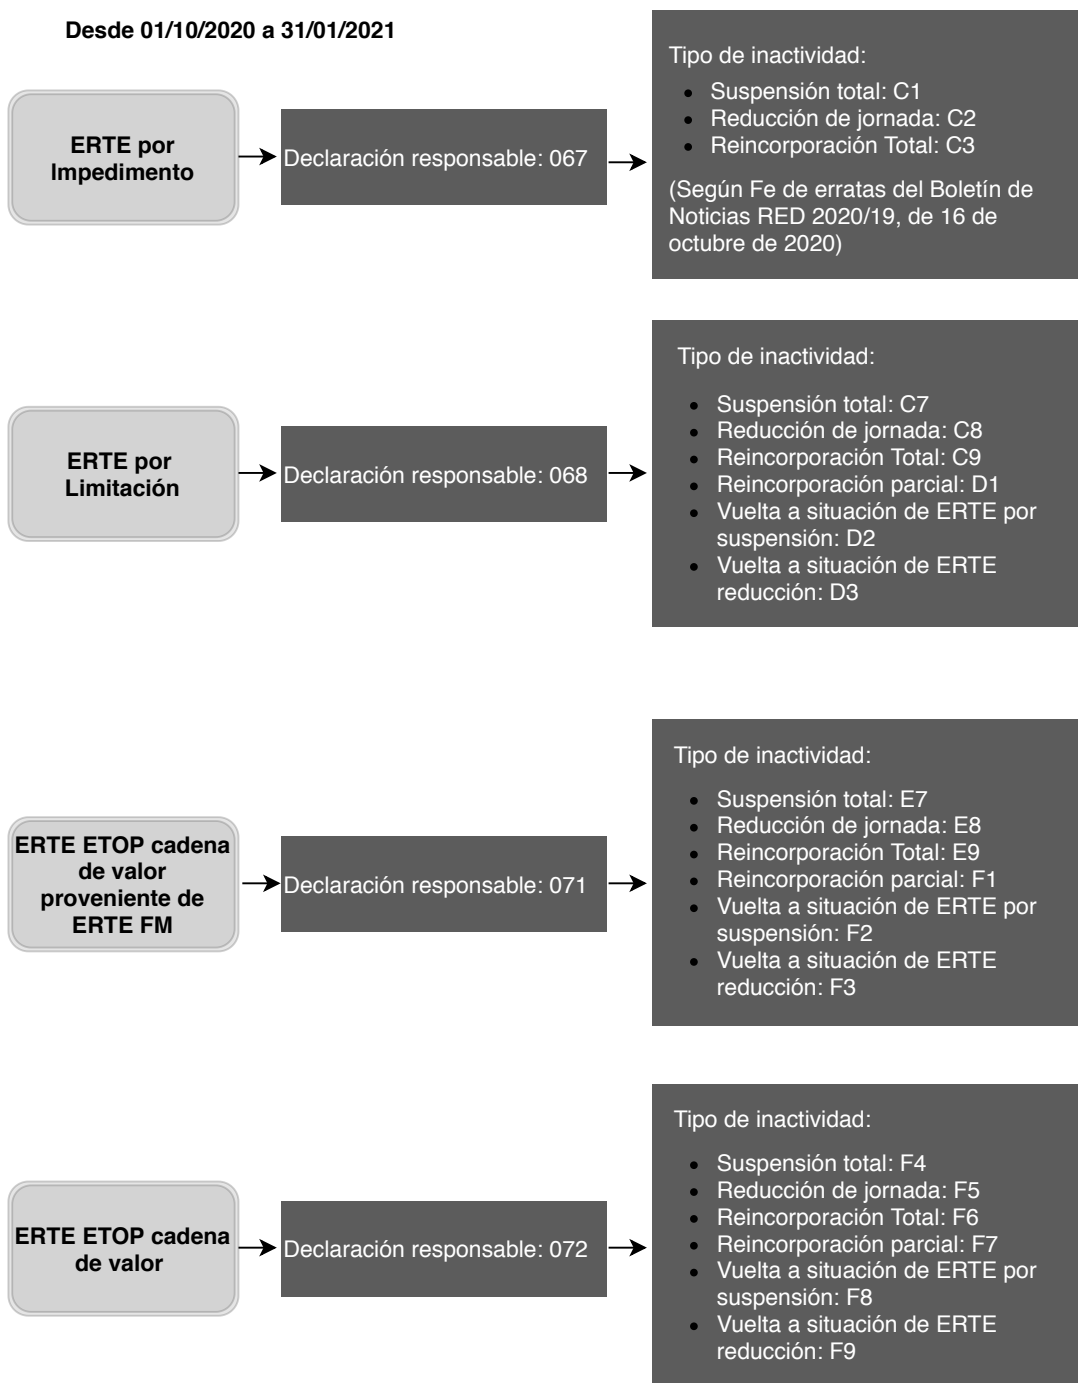 Desde 01/10/2020 a 31/01/2021
ERTE por
Impedimento
Declaración responsable: 067
Tipo de inactividad:
Suspensión total: C1
Reducción de jornada: C2
Reincorporación Total: C3
(Según Fe de erratas del Boletín de
Noticias RED 2020/19, de 16 de
octubre de 2020)
ERTE por
Limitación
Declaración responsable: 068
Tipo de inactividad:
Suspensión total: C7
Reducción de jornada: C8
Reincorporación Total: C9
Reincorporación parcial: D1
Vuelta a situación de ERTE por
suspensión: D2
Vuelta a situación de ERTE
reducción: D3
ERTE ETOP cadena
de valor
proveniente de
ERTE FM
Declaración responsable: 071
Tipo de inactividad:
Suspensión total: E7
Reducción de jornada: E8
Reincorporación Total: E9
Reincorporación parcial: F1
Vuelta a situación de ERTE por
suspensión: F2
Vuelta a situación de ERTE
reducción: F3
ERTE ETOP cadena
de valor
Declaración responsable: 072
Tipo de inactividad:
Suspensión total: F4
Reducción de jornada: F5
Reincorporación Total: F6
Reincorporación parcial: F7
Vuelta a situación de ERTE por
suspensión: F8
Vuelta a situación de ERTE
reducción: F9